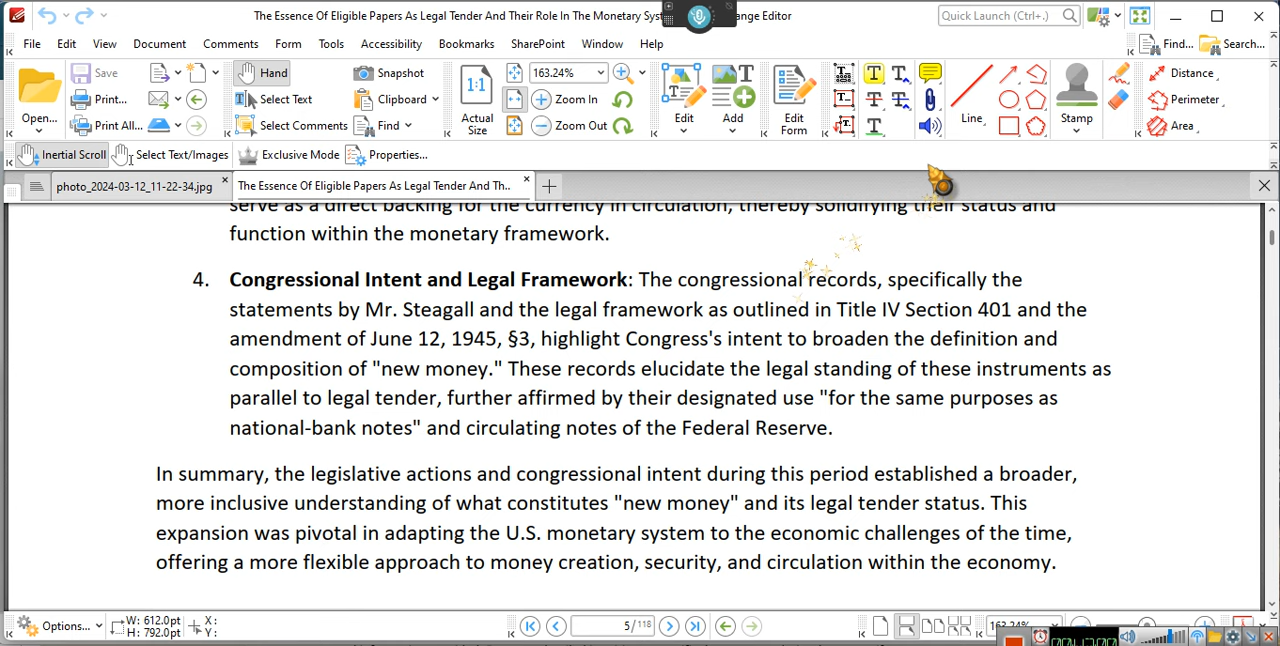 The Essence Of Eligible Papers As Legal Tender And Their Role In The Monetary Sys
ange Editor
Quick Launch (Ctrl+.)
File Edit View Document Comments Form Tools Accessibility Bookmarks SharePoint Window Help
Find... Search...
Open...
Save
Print...
Print All...
Hand
Select Text
Select Comments
Snapshot
Clipboard
Find
1:1
Actual Size
163.24%
Zoom In
Zoom Out
Edit
Add
Edit Form
Line
Stamp
Distance
Perimeter
Area
Inertial Scroll Select Text/Images Exclusive Mode Properties...
photo_2024-03-12_11-22-34.jpg
The Essence Of Eligible Papers As Legal Tender And Th..
serve as a direct backing for the currency in circulation, thereby solidifying their status and
function within the monetary framework.
4. Congressional Intent and Legal Framework: The congressional records, specifically the
statements by Mr. Steagall and the legal framework as outlined in Title IV Section 401 and the
amendment of June 12, 1945, §3, highlight Congress's intent to broaden the definition and
composition of "new money." These records elucidate the legal standing of these instruments as
parallel to legal tender, further affirmed by their designated use "for the same purposes as
national-bank notes" and circulating notes of the Federal Reserve.
In summary, the legislative actions and congressional intent during this period established a broader,
more inclusive understanding of what constitutes "new money" and its legal tender status. This
expansion was pivotal in adapting the U.S. monetary system to the economic challenges of the time,
offering a more flexible approach to money creation, security, and circulation within the economy.
Options...
W: 612.0pt
H: 792.0pt
X:
Y:
5/118
163.24%